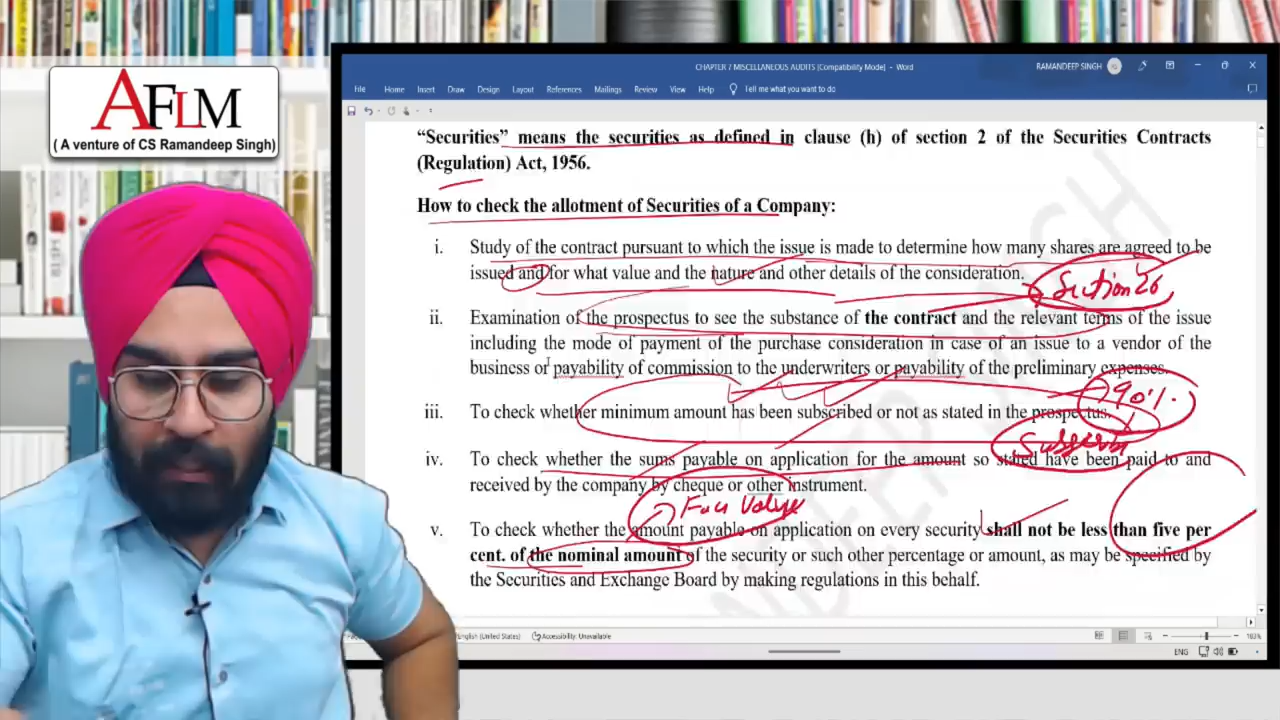 AFLM
( A venture of CS Ramandeep Singh)
CHAPTER 7 MISCELLANEOUS AUDITS [Compatibility Mode] - Word
RAMANDEEP SINGH
File Home Insert Draw Design Layout References Mailings Review View Help Tell me what you want to do
“Securities” means the securities as defined in clause (h) of section 2 of the Securities Contracts
(Regulation) Act, 1956.
How to check the allotment of Securities of a Company:
i. Study of the contract pursuant to which the issue is made to determine how many shares are agreed to be
issued and for what value and the nature and other details of the consideration.
Section 26
ii. Examination of the prospectus to see the substance of the contract and the relevant terms of the issue
including the mode of payment of the purchase consideration in case of an issue to a vendor of the
business or payability of commission to the underwriters or payability of the preliminary expenses.
90%
iii. To check whether minimum amount has been subscribed or not as stated in the prospectus.
iv. To check whether the sums payable on application for the amount so stated have been paid to and
received by the company by cheque or other instrument.
Face Value
v. To check whether the amount payable on application on every security shall not be less than five per
cent. of the nominal amount of the security or such other percentage or amount, as may be specified by
the Securities and Exchange Board by making regulations in this behalf.
English (United States) Accessibility: Unavailable
183%
ENG